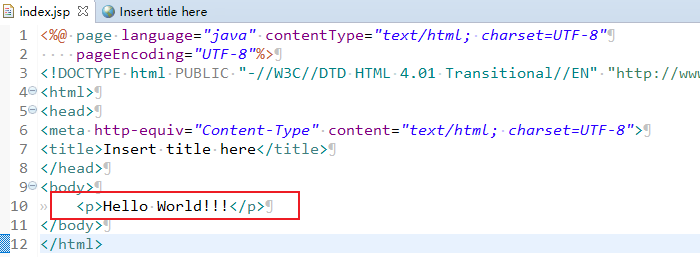 index.jsp Insert title here
1 <%@ page language="java" contentType="text/html; charset=UTF-8"¶
2 ····pageEncoding="UTF-8"%>¶
3 <!DOCTYPE·html·PUBLIC·"-//W3C//DTD·HTML·4.01·Transitional//EN"·"http://www
4 <html>¶
5 <head>¶
6 <meta·http-equiv="Content-Type"·content="text/html;·charset=UTF-8">¶
7 <title>Insert·title·here</title>¶
8 </head>¶
9 <body>¶
10 » <p>Hello·World!!!</p>¶
11 </body>¶
12 </html>